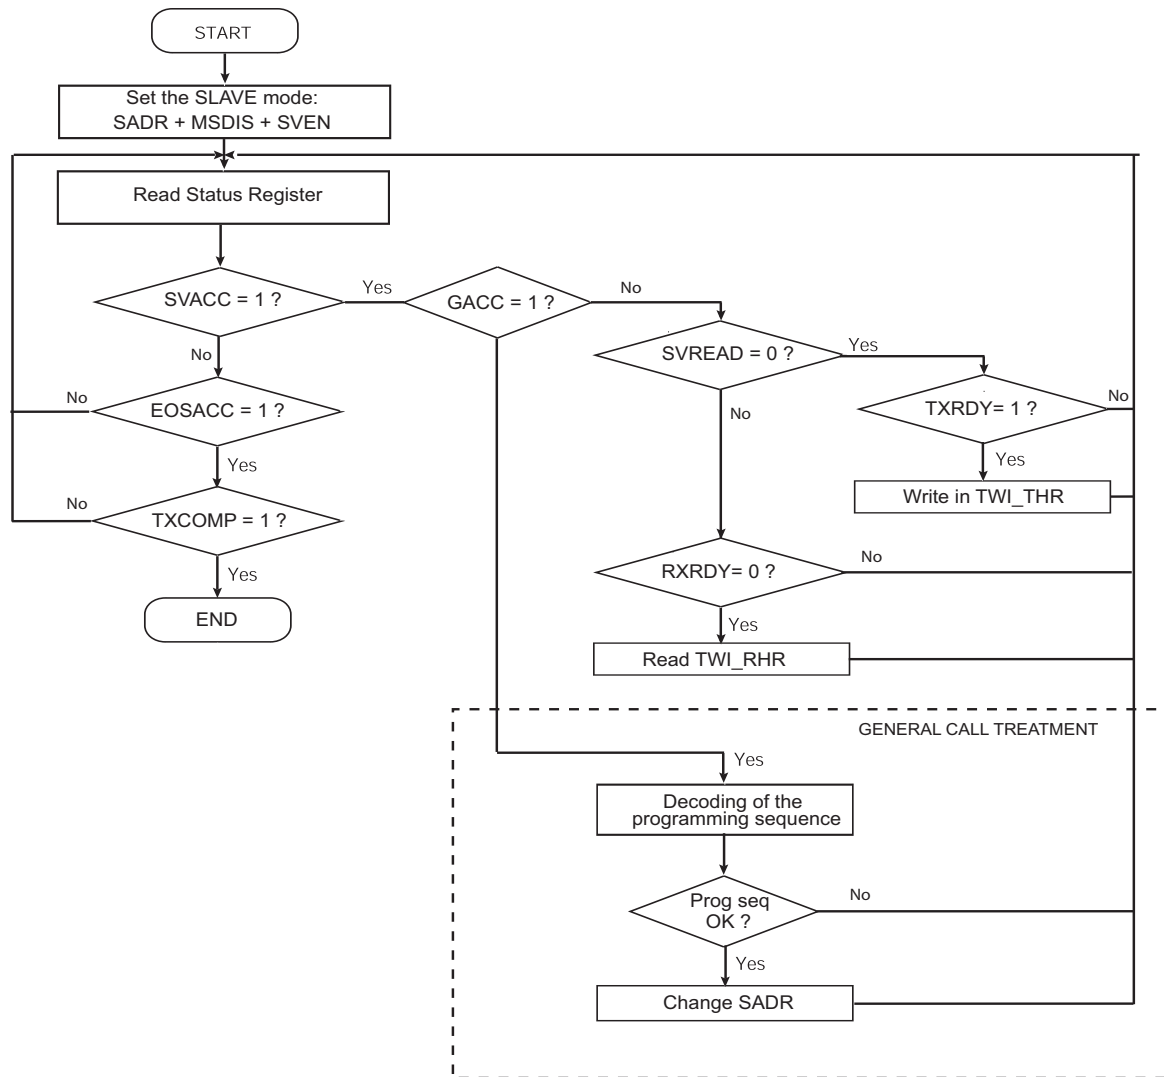 START
Set the SLAVE mode:
SADR + MSDIS + SVEN
Read Status Register
SVACC = 1 ?
Yes
GACC = 1 ?
No
No
SVREAD = 0 ?
Yes
EOSACC = 1 ?
No
No
TXRDY= 1 ?
No
Yes
Yes
Write in TWI_THR
TXCOMP = 1 ?
No
Yes
END
RXRDY= 0 ?
No
Yes
Read TWI_RHR
GENERAL CALL TREATMENT
Yes
Decoding of the
programming sequence
Prog seq
OK ?
No
Yes
Change SADR